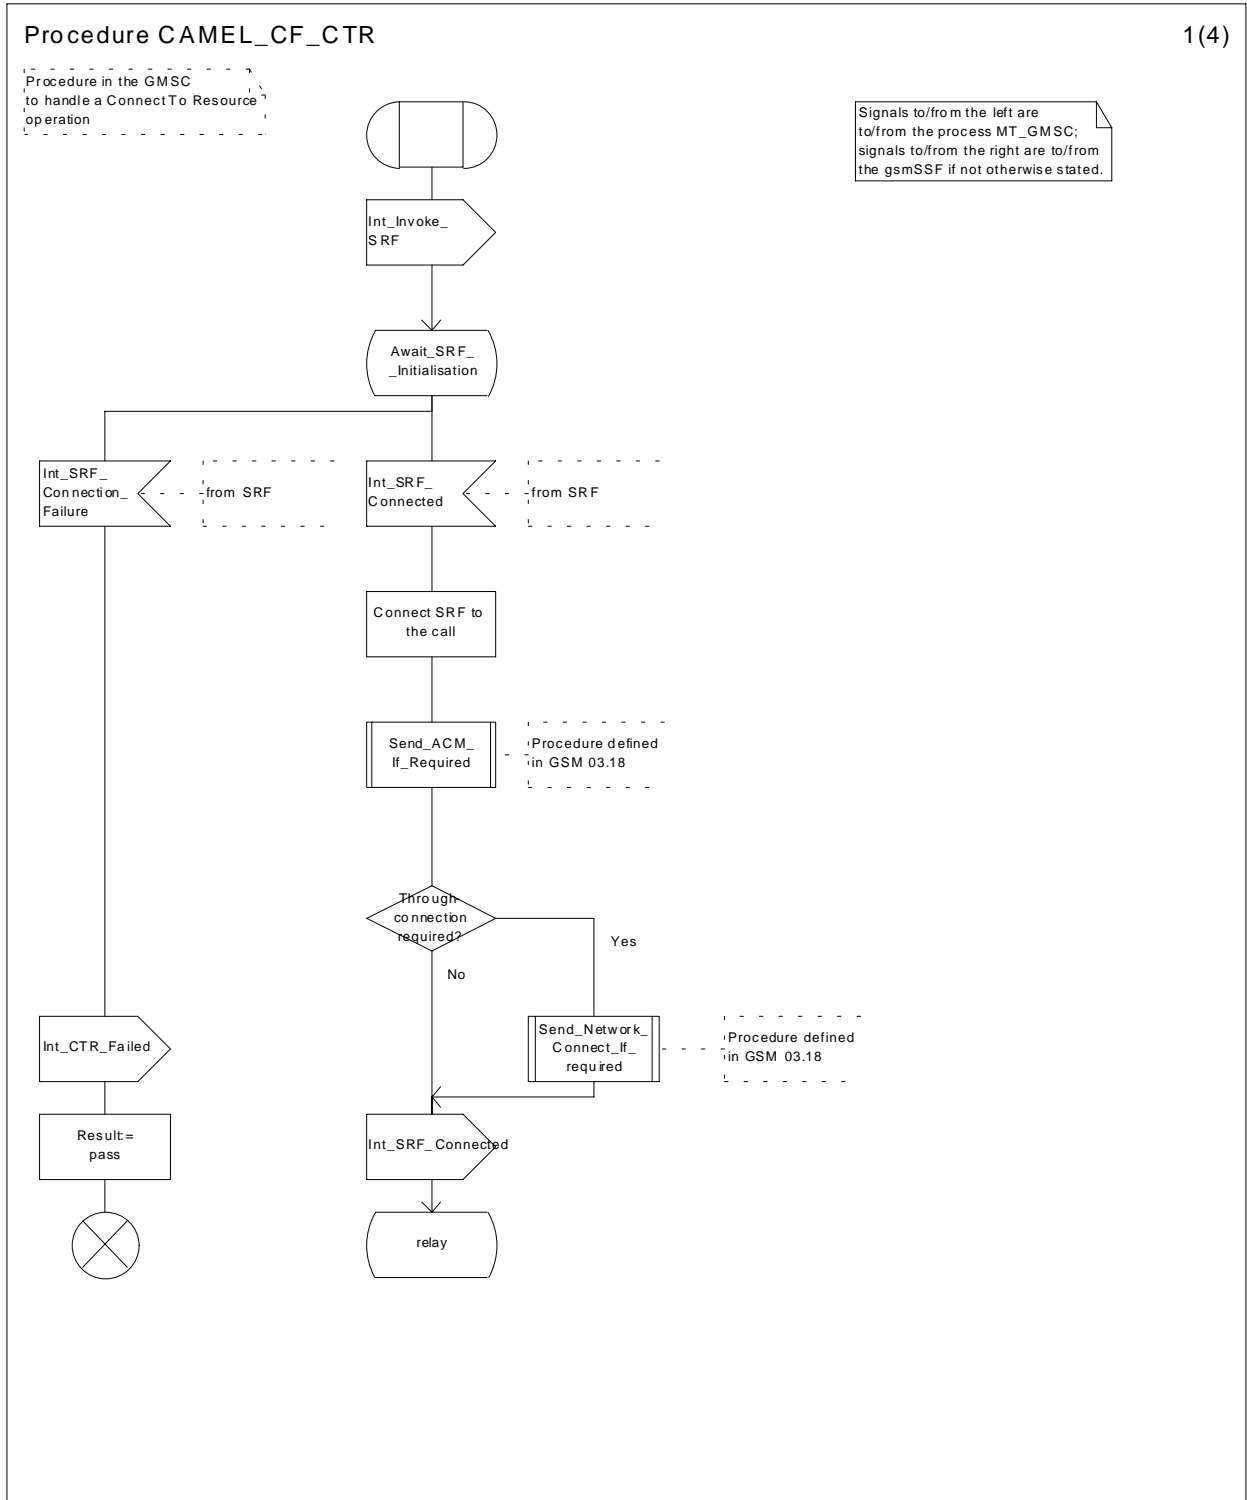 Procedure CAMEL_CF_CTR
1(4)
Procedure in the GMSC
to handle a Connect To Resource
operation
Signals to/from the left are
to/from the process MT_GMSC;
signals to/from the right are to/from
the gsmSSF if not otherwise stated.
Int_Invoke_
SRF
Await_SRF_
_Initialisation
Int_SRF_
Connection_
Failure
from SRF
Int_SRF_
Connected
from SRF
Connect SRF to
the call
Send_ACM_
If_Required
Procedure defined
in GSM 03.18
Through-
connection
required?
Yes
No
Int_CTR_Failed
Send_Network_
Connect_If_
required
Procedure defined
in GSM 03.18
Result:=
pass
Int_SRF_Connected
relay